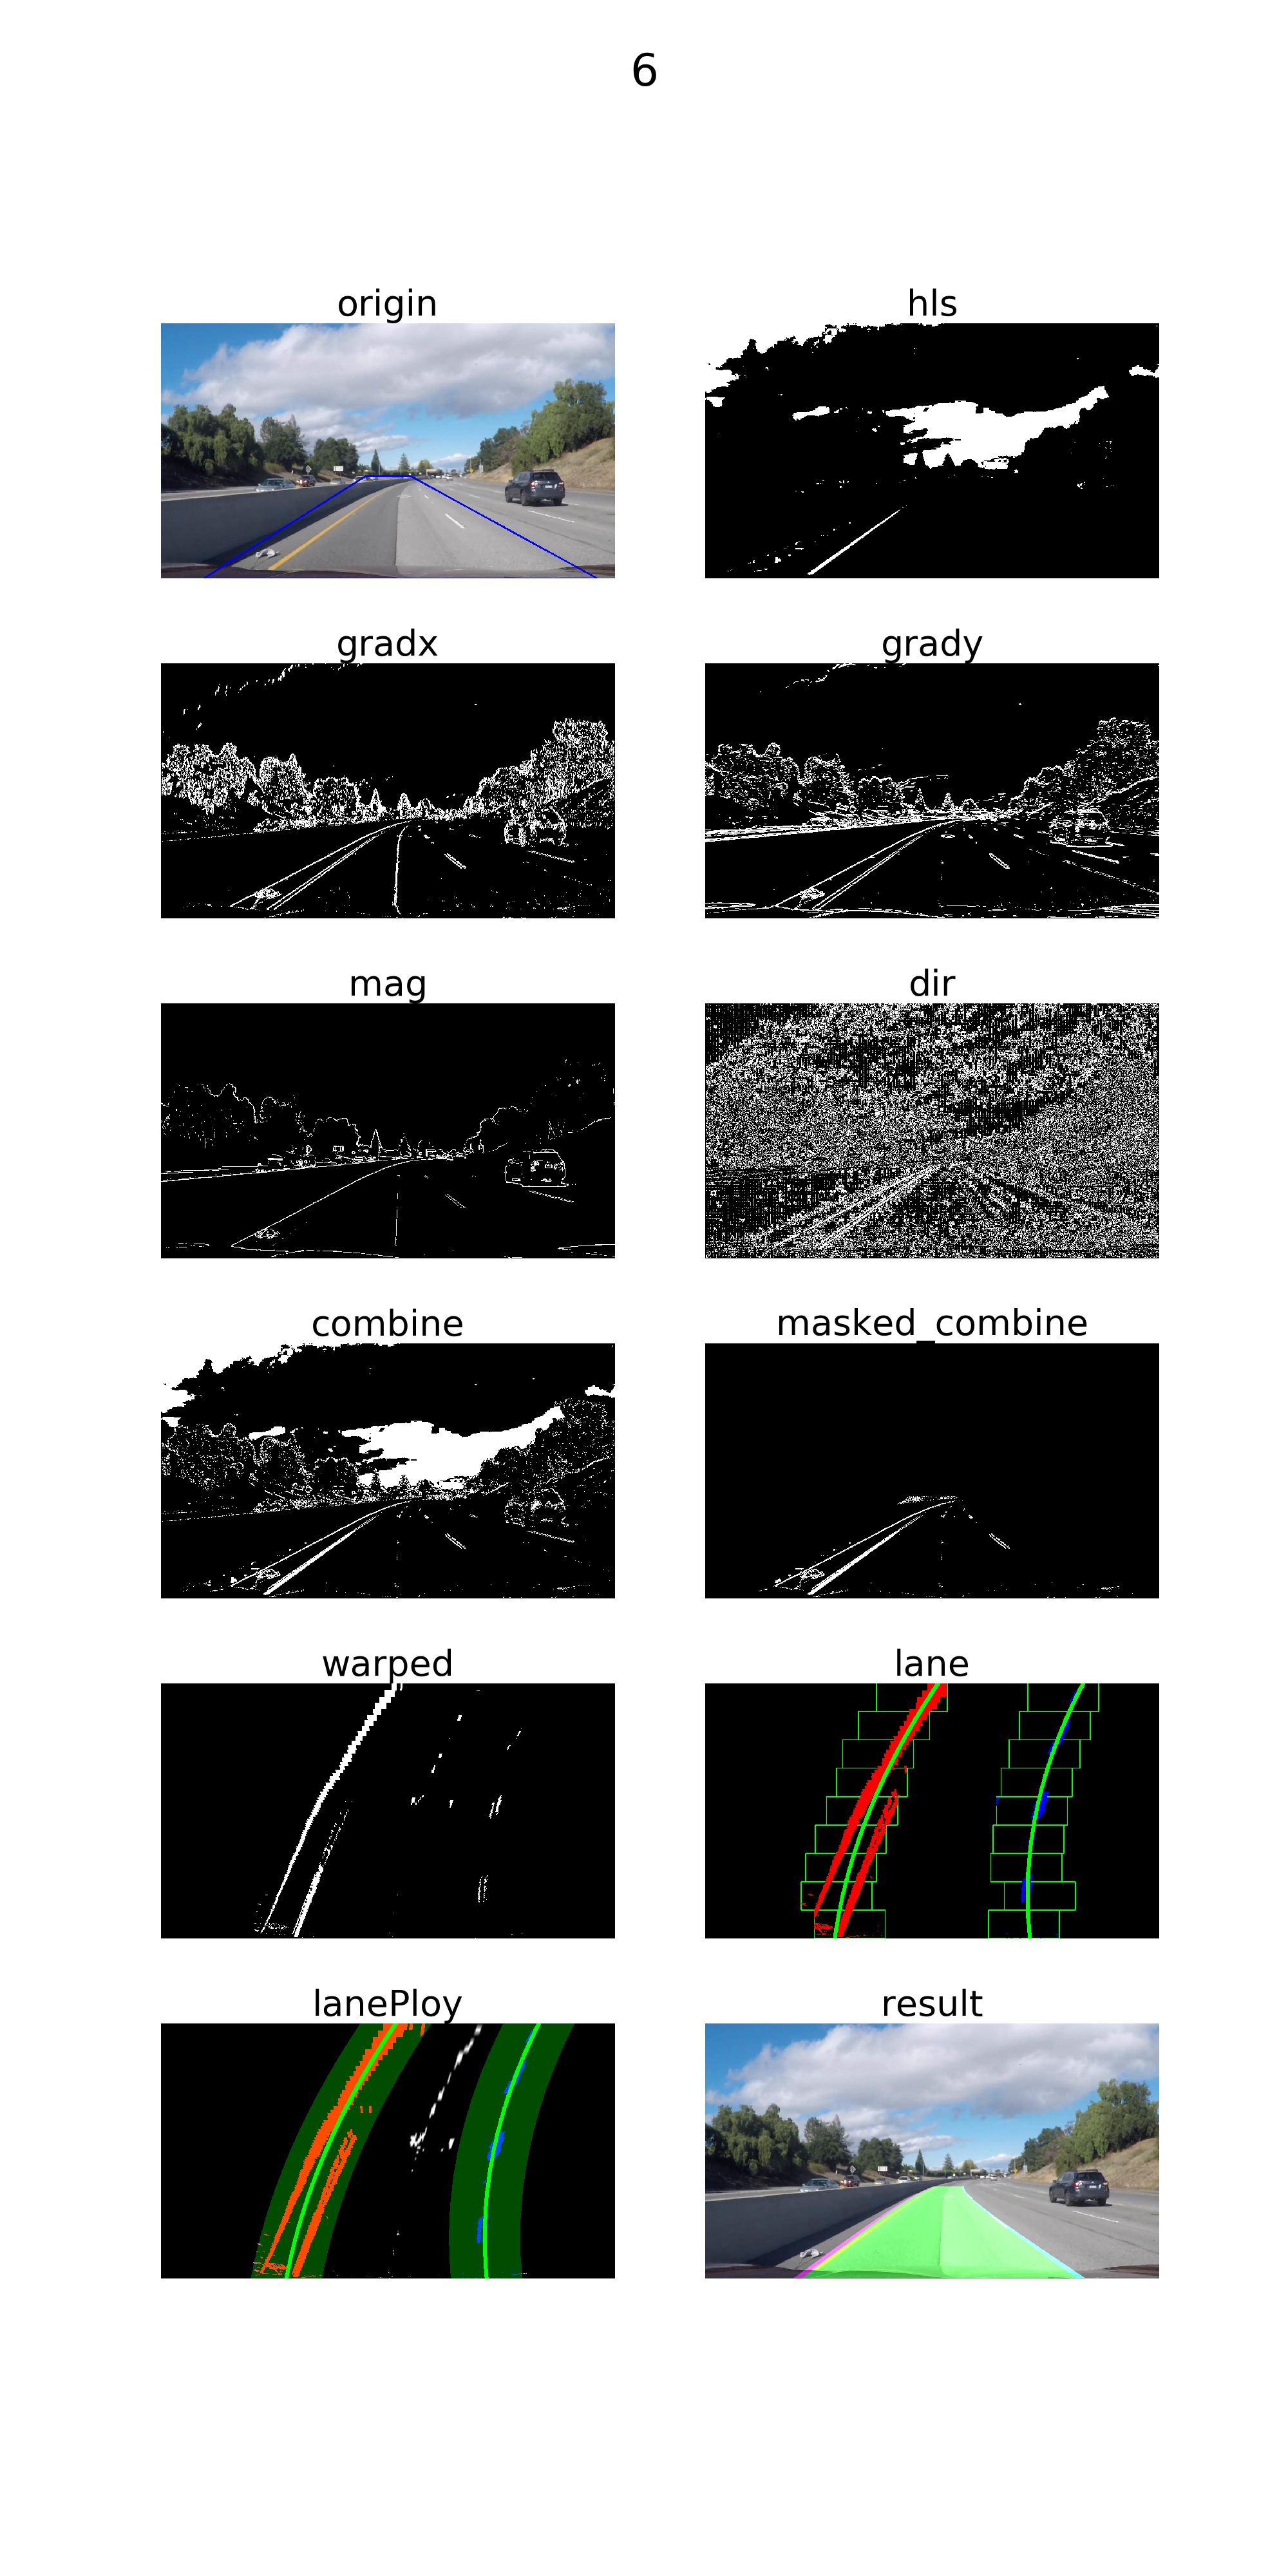 6
origin
hls
gradx
grady
mag
dir
combine
masked_combine
warped
lane
lanePloy
result